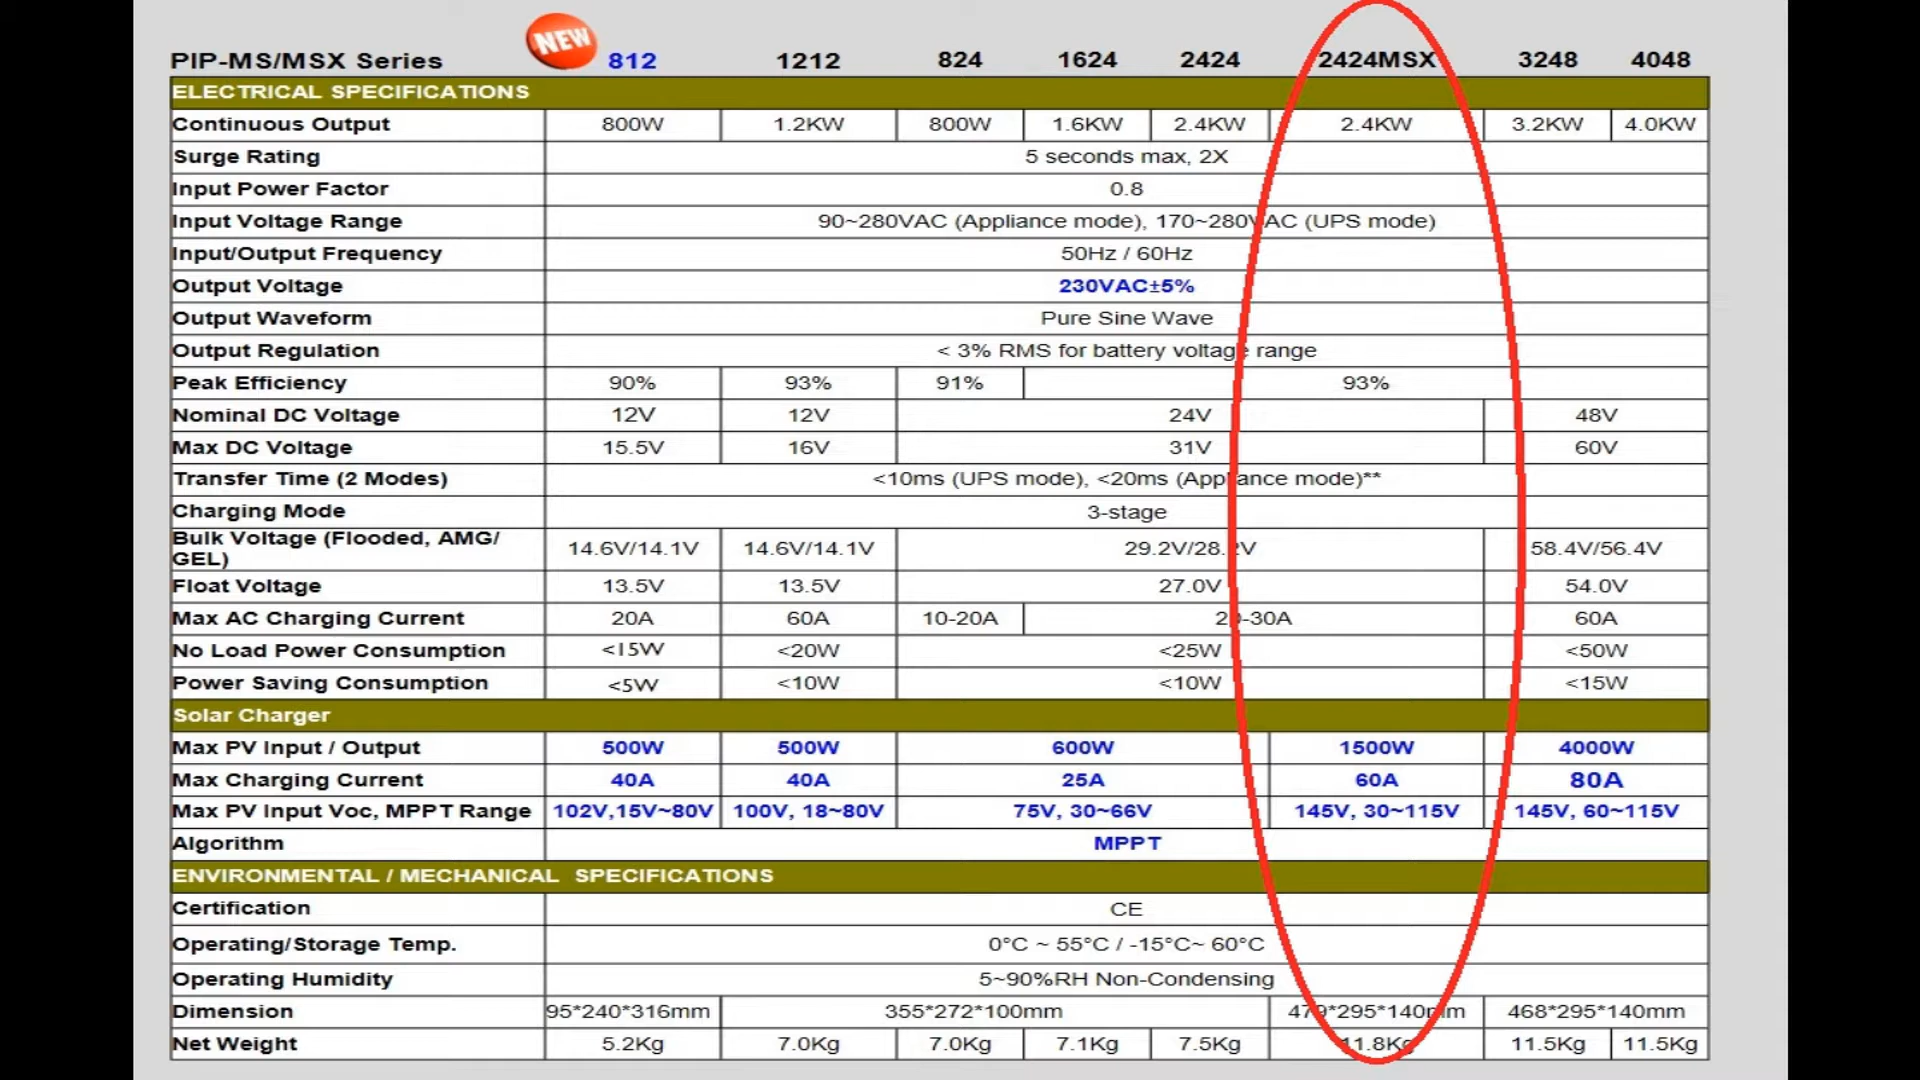 PIP-MS/MSX Series NEW 812 1212 824 1624 2424 2424MSX 3248 4048
ELECTRICAL SPECIFICATIONS
Continuous Output 800W 1.2KW 800W 1.6KW 2.4KW 2.4KW 3.2KW 4.0KW
Surge Rating 5 seconds max, 2X
Input Power Factor 0.8
Input Voltage Range 90~280VAC (Appliance mode), 170~280VAC (UPS mode)
Input/Output Frequency 50Hz / 60Hz
Output Voltage 230VAC±5%
Output Waveform Pure Sine Wave
Output Regulation < 3% RMS for battery voltage range
Peak Efficiency 90% 93% 91% 93%
Nominal DC Voltage 12V 12V 24V 48V
Max DC Voltage 15.5V 16V 31V 60V
Transfer Time (2 Modes) <10ms (UPS mode), <20ms (Appliance mode)**
Charging Mode 3-stage
Bulk Voltage (Flooded, AMG/
GEL) 14.6V/14.1V 14.6V/14.1V 29.2V/28.2V 58.4V/56.4V
Float Voltage 13.5V 13.5V 27.0V 54.0V
Max AC Charging Current 20A 60A 10-20A 20-30A 60A
No Load Power Consumption <15W <20W <25W <50W
Power Saving Consumption <5W <10W <10W <15W
Solar Charger
Max PV Input / Output 500W 500W 600W 1500W 4000W
Max Charging Current 40A 40A 25A 60A 80A
Max PV Input Voc, MPPT Range 102V,15V~80V 100V, 18~80V 75V, 30~66V 145V, 30~115V 145V, 60~115V
Algorithm MPPT
ENVIRONMENTAL / MECHANICAL SPECIFICATIONS
Certification CE
Operating/Storage Temp. 0°C ~ 55°C / -15°C~ 60°C
Operating Humidity 5~90%RH Non-Condensing
Dimension 95*240*316mm 355*272*100mm 479*295*140mm 468*295*140mm
Net Weight 5.2Kg 7.0Kg 7.0Kg 7.1Kg 7.5Kg 11.8Kg 11.5Kg 11.5Kg